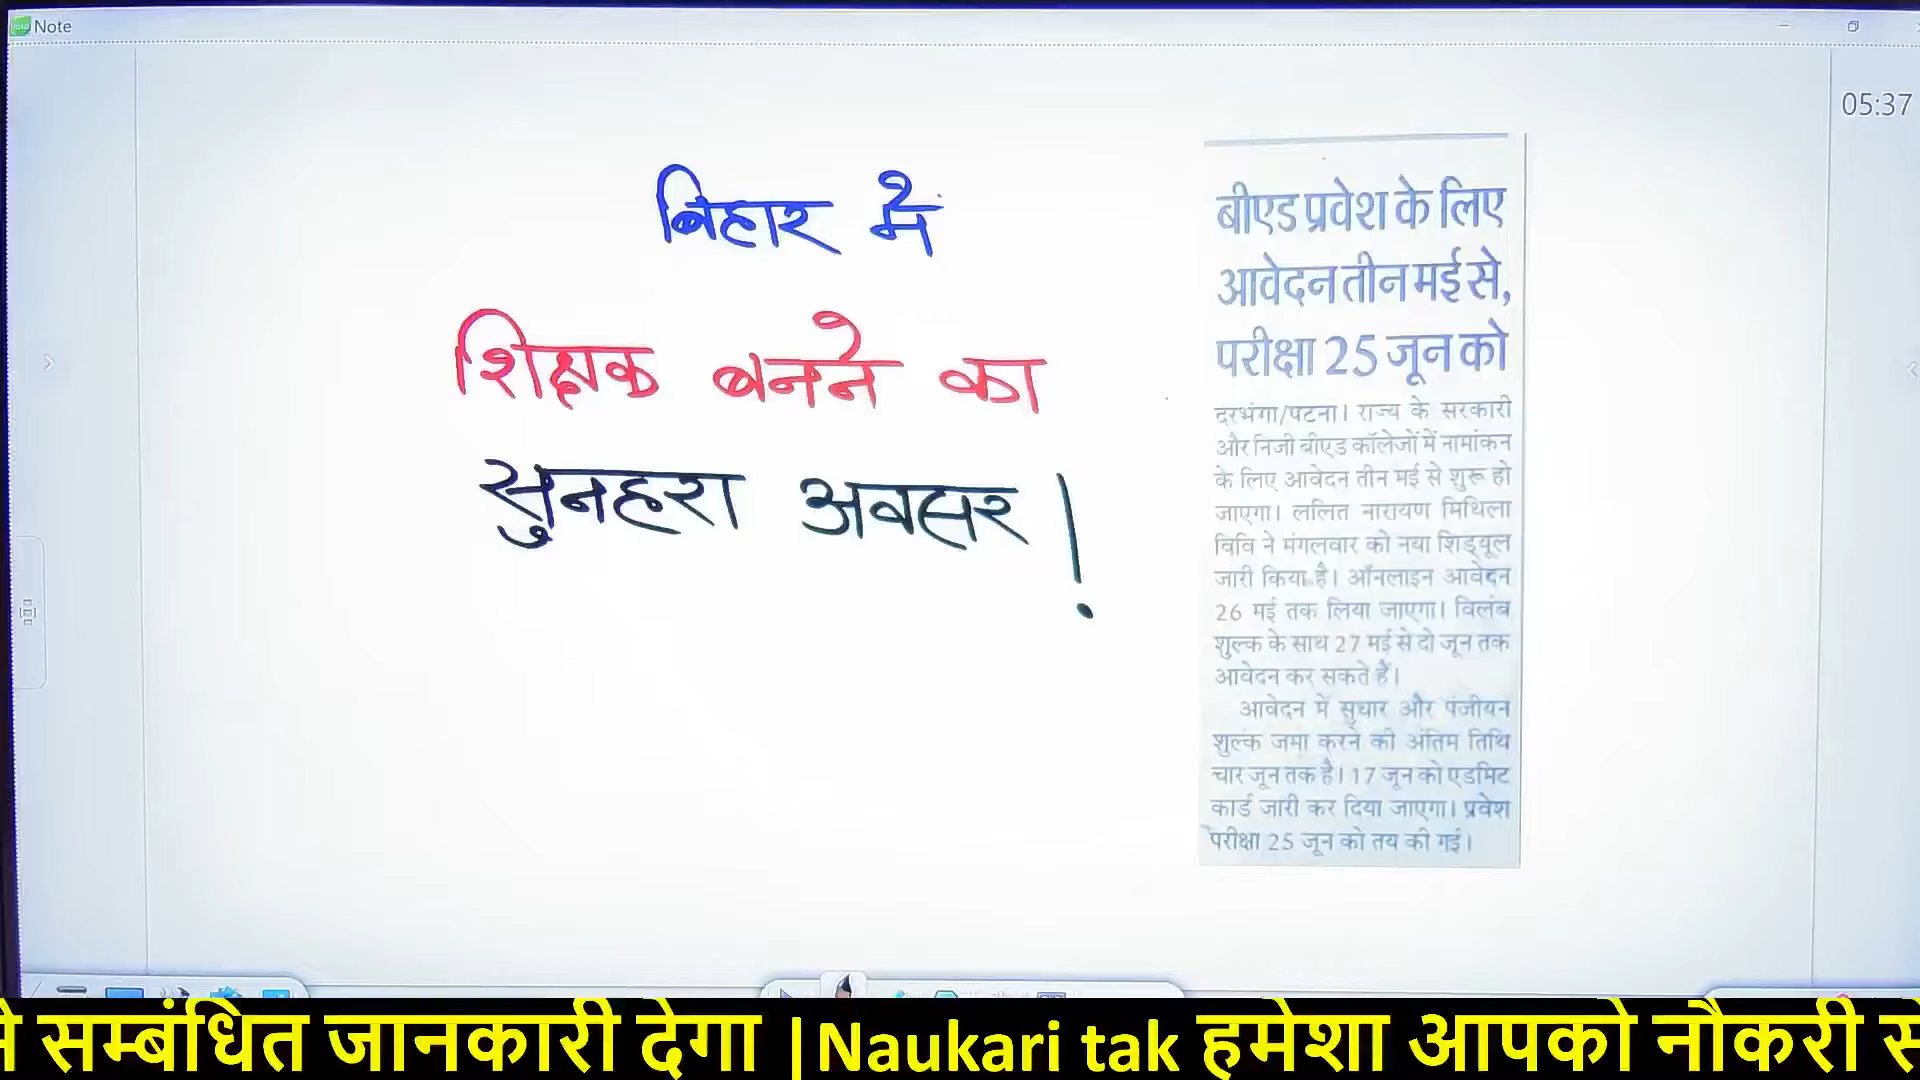 Note
05:37
बिहार में
शिक्षक बनने का
सुनहरा अवसर !
बीएड प्रवेश के लिए
आवेदन तीन मई से,
परीक्षा 25 जून को
दरभंगा/पटना। राज्य के सरकारी
और निजी बीएड कॉलेजों में नामांकन
के लिए आवेदन तीन मई से शुरू हो
जाएगा। ललित नारायण मिथिला
विवि ने मंगलवार को नया शिड्यूल
जारी किया है। ऑनलाइन आवेदन
26 मई तक लिया जाएगा। विलंब
शुल्क के साथ 27 मई से दो जून तक
आवेदन कर सकते हैं।
आवेदन में सुधार और पंजीयन
शुल्क जमा करने की अंतिम तिथि
चार जून तक है। 17 जून को एडमिट
कार्ड जारी कर दिया जाएगा। प्रवेश
परीक्षा 25 जून को तय की गई।
सम्बंधित जानकारी देगा | Naukari tak हमेशा आपको नौकरी